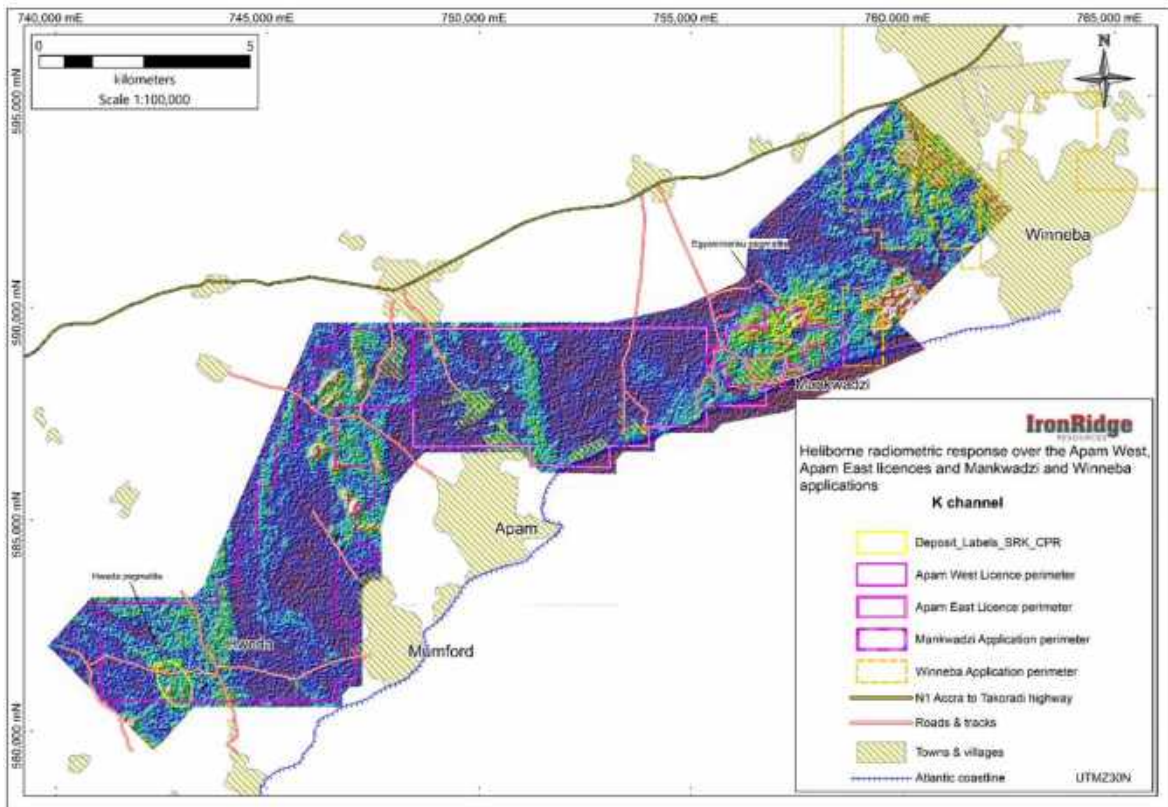 740,000 mE
745,000 mE
750,000 mE
755,000 mE
760,000 mE
765,000 mE
0
5
kilometers
Scale 1:100,000
N
595,000 mN
590,000 mN
585,000 mN
580,000 mN
Winneba
Mankwadzi
Apam
Mumford
pegmatite
pegmatite
IronRidge
RESOURCES
Heliborne radiometric response over the Apam West,
Apam East licences and Mankwadzi and Winneba
applications
K channel
Deposit_Labels_SRK_CPR
Apam West Licence perimeter
Apam East Licence perimeter
Mankwadzi Application perimeter
Winneba Application perimeter
N1 Accra to Takoradi highway
Roads & tracks
Towns & villages
Atlantic coastline
UTMZ30N